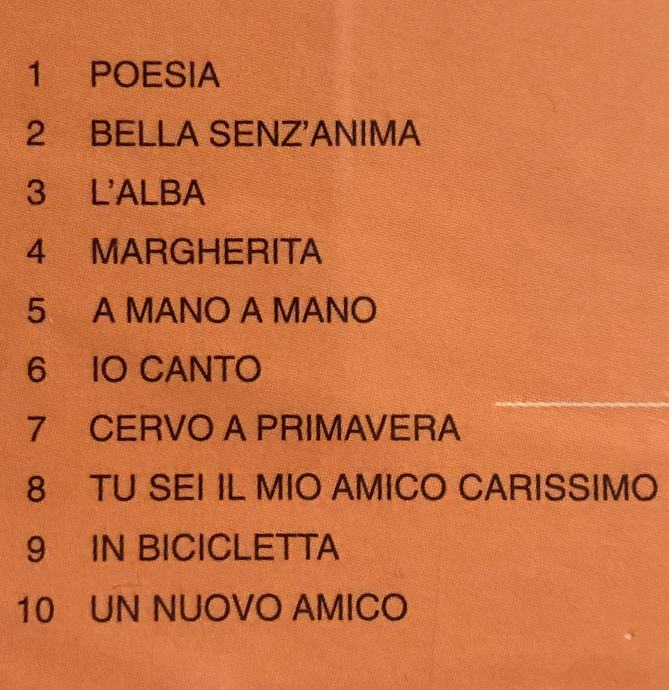 1 POESIA
2 BELLA SENZ'ANIMA
3 L'ALBA
4 MARGHERITA
5 A MANO A MANO
6 IO CANTO
7 CERVO A PRIMAVERA
8 TU SEI IL MIO AMICO CARISSIMO
9 IN BICICLETTA
10 UN NUOVO AMICO